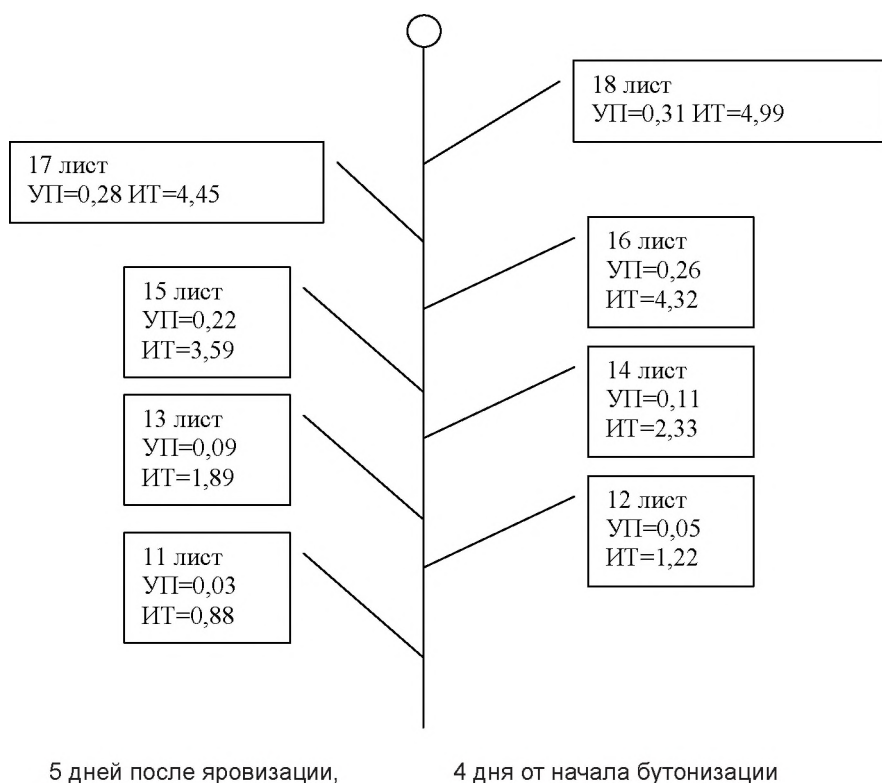 18 лист
УП=0,31 ИТ=4,99
17 лист
УП=0,28 ИТ=4,45
16 лист
УП=0,26
ИТ=4,32
15 лист
УП=0,22
ИТ=3,59
14 лист
УП=0,11
ИТ=2,33
13 лист
УП=0,09
ИТ=1,89
12 лист
УП=0,05
ИТ=1,22
11 лист
УП=0,03
ИТ=0,88
5 дней после яровизации, 4 дня от начала бутонизации